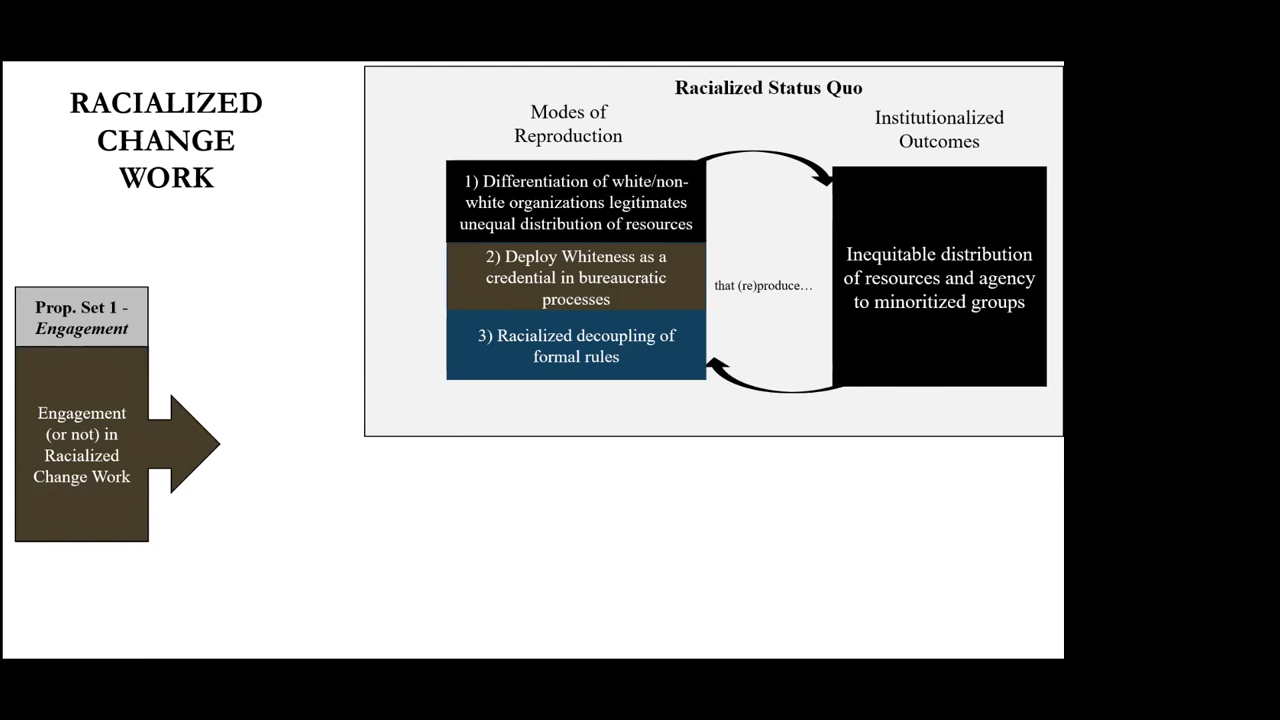 RACIALIZED
CHANGE
WORK
Racialized Status Quo
Modes of
Reproduction
Institutionalized
Outcomes
1) Differentiation of white/non-
white organizations legitimates
unequal distribution of resources
2) Deploy Whiteness as a
credential in bureaucratic
processes
3) Racialized decoupling of
formal rules
that (re)produce…
Inequitable distribution
of resources and agency
to minoritized groups
Prop. Set 1 -
Engagement
Engagement
(or not) in
Racialized
Change Work